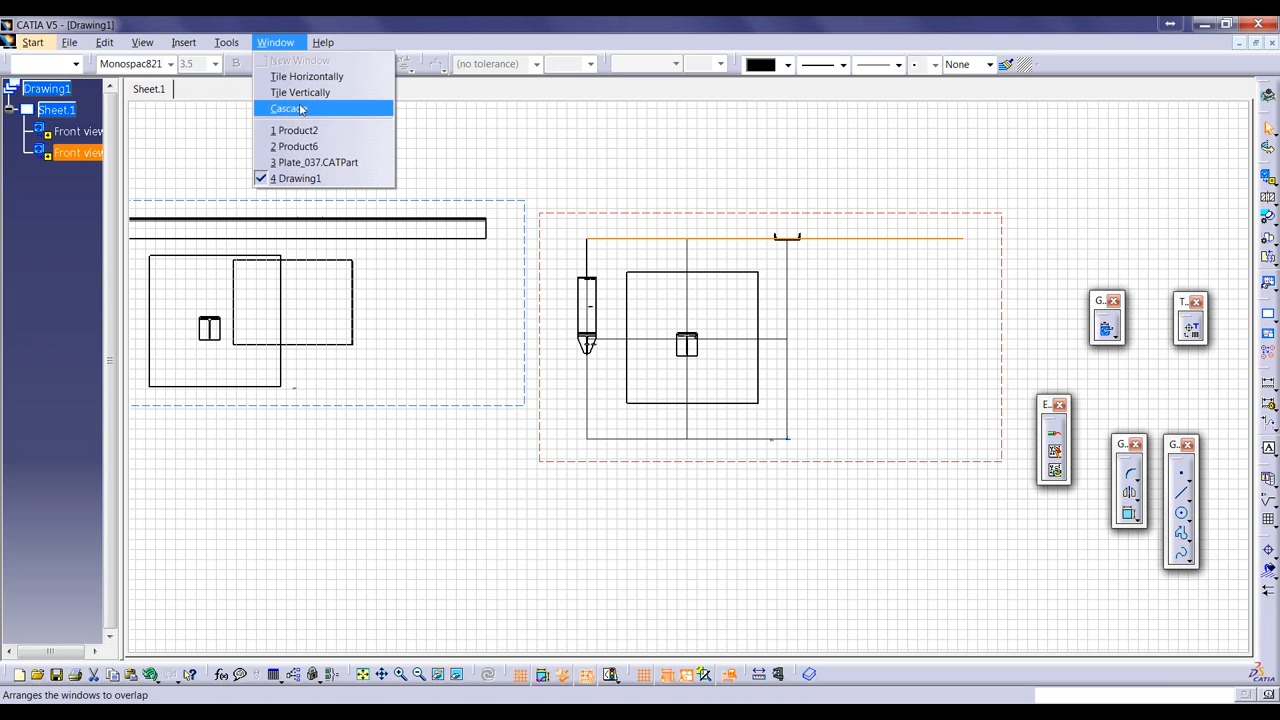 CATIA V5 - [Drawing1]
Start File Edit View Insert Tools Window Help
Monospac821 3.5 B (no tolerance) None
New Window
Tile Horizontally
Tile Vertically
Cascade
1 Product2
2 Product6
3 Plate_037.CATPart
4 Drawing1
Drawing1
Sheet.1
Front view
Front view
Sheet.1
G..
T..
E..
G..
G..
f(x)
CATIA
Arranges the windows to overlap